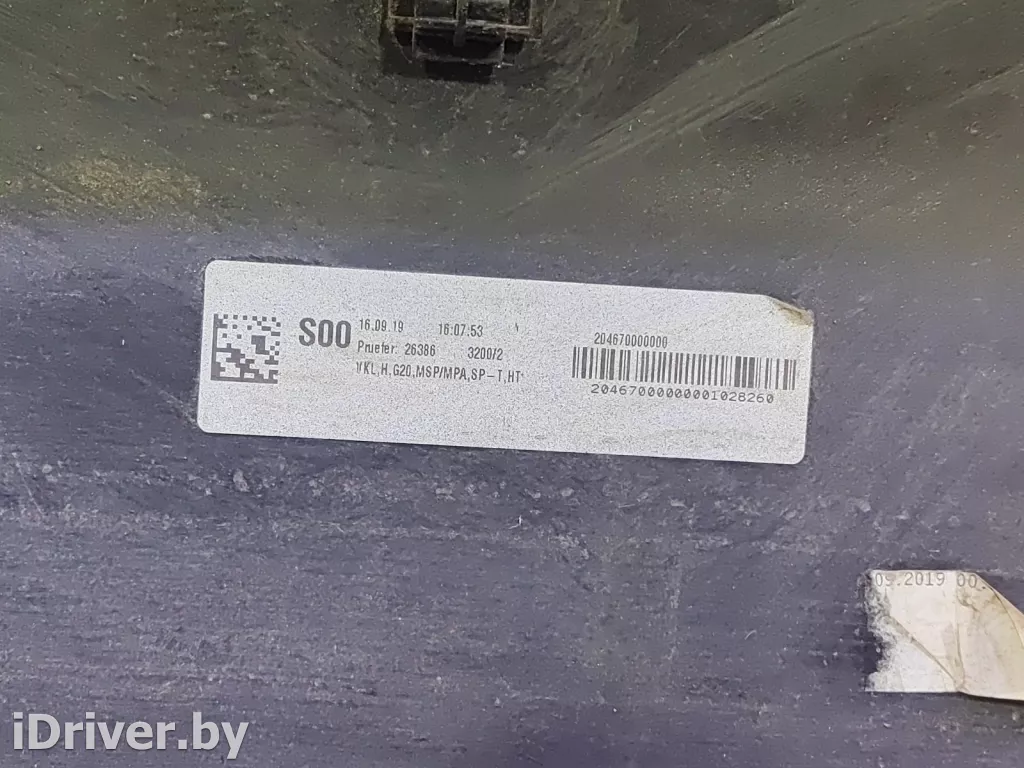 S00
16.09.19 16:07:53
Pruefer: 26386 3200/2
VKL,H,G20,MSP/MPA,SP-T,HT
204670000000
20467000000001028260
09.2019 00
iDriver.by